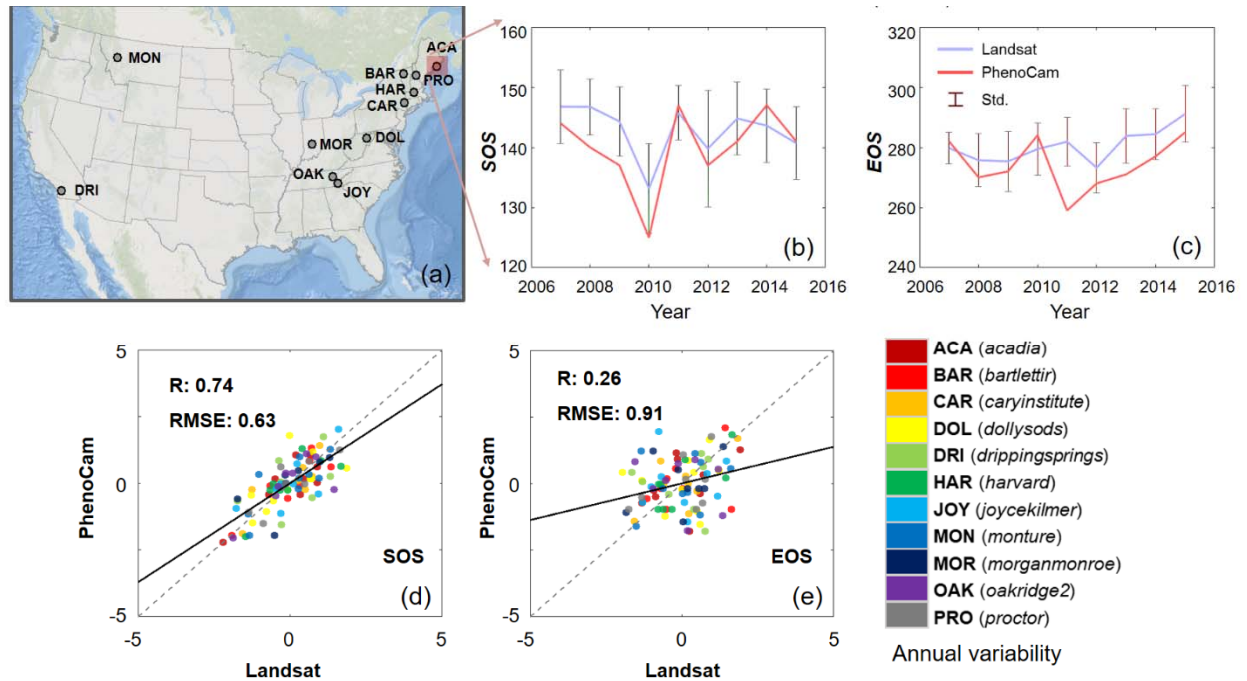 MON
ACA
BAR
PRO
HAR
CAR
DOL
MOR
OAK
JOY
DRI
(a)
SOS
160
150
140
130
120
2006 2008 2010 2012 2014 2016
Year
(b)
EOS
320
300
280
260
240
Landsat
PhenoCam
Std.
2006 2008 2010 2012 2014 2016
Year
(c)
PhenoCam
5
0
-5
R: 0.74
RMSE: 0.63
SOS
(d)
-5 0 5
Landsat
PhenoCam
5
0
-5
R: 0.26
RMSE: 0.91
EOS
(e)
-5 0 5
Landsat
ACA (acadia)
BAR (bartlettir)
CAR (caryinstitute)
DOL (dollysods)
DRI (drippingsprings)
HAR (harvard)
JOY (joycekilmer)
MON (monture)
MOR (morganmonroe)
OAK (oakridge2)
PRO (proctor)
Annual variability